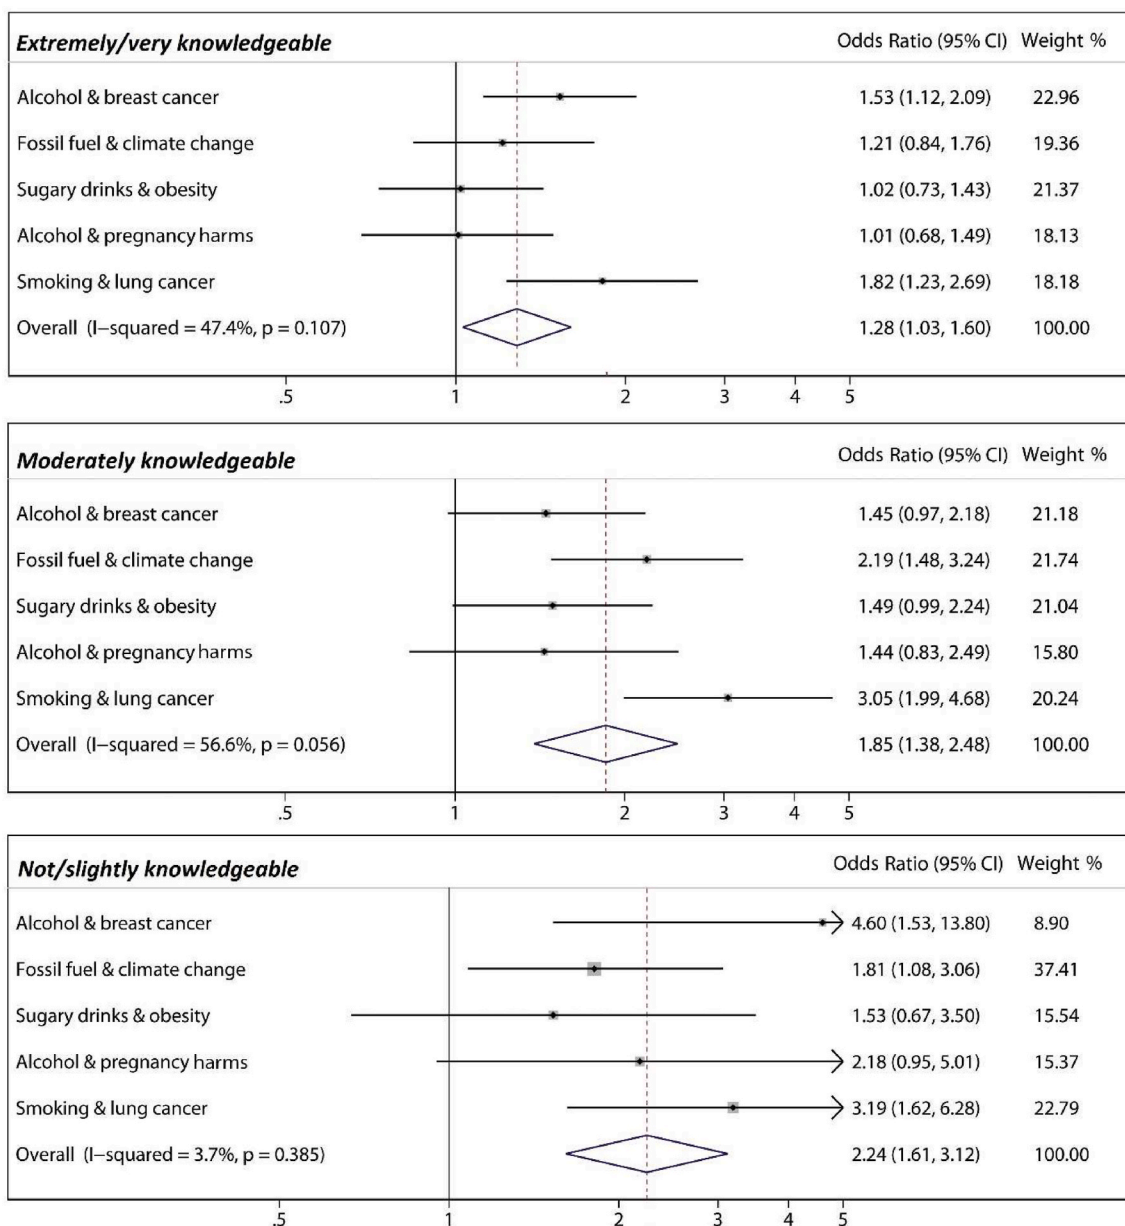 Extremely/very knowledgeable Odds Ratio (95% CI) Weight %
Alcohol & breast cancer 1.53 (1.12, 2.09) 22.96
Fossil fuel & climate change 1.21 (0.84, 1.76) 19.36
Sugary drinks & obesity 1.02 (0.73, 1.43) 21.37
Alcohol & pregnancy harms 1.01 (0.68, 1.49) 18.13
Smoking & lung cancer 1.82 (1.23, 2.69) 18.18
Overall (I−squared = 47.4%, p = 0.107) 1.28 (1.03, 1.60) 100.00
.5 1 2 3 4 5
Moderately knowledgeable Odds Ratio (95% CI) Weight %
Alcohol & breast cancer 1.45 (0.97, 2.18) 21.18
Fossil fuel & climate change 2.19 (1.48, 3.24) 21.74
Sugary drinks & obesity 1.49 (0.99, 2.24) 21.04
Alcohol & pregnancy harms 1.44 (0.83, 2.49) 15.80
Smoking & lung cancer 3.05 (1.99, 4.68) 20.24
Overall (I−squared = 56.6%, p = 0.056) 1.85 (1.38, 2.48) 100.00
.5 1 2 3 4 5
Not/slightly knowledgeable Odds Ratio (95% CI) Weight %
Alcohol & breast cancer 4.60 (1.53, 13.80) 8.90
Fossil fuel & climate change 1.81 (1.08, 3.06) 37.41
Sugary drinks & obesity 1.53 (0.67, 3.50) 15.54
Alcohol & pregnancy harms 2.18 (0.95, 5.01) 15.37
Smoking & lung cancer 3.19 (1.62, 6.28) 22.79
Overall (I−squared = 3.7%, p = 0.385) 2.24 (1.61, 3.12) 100.00
.5 1 2 3 4 5